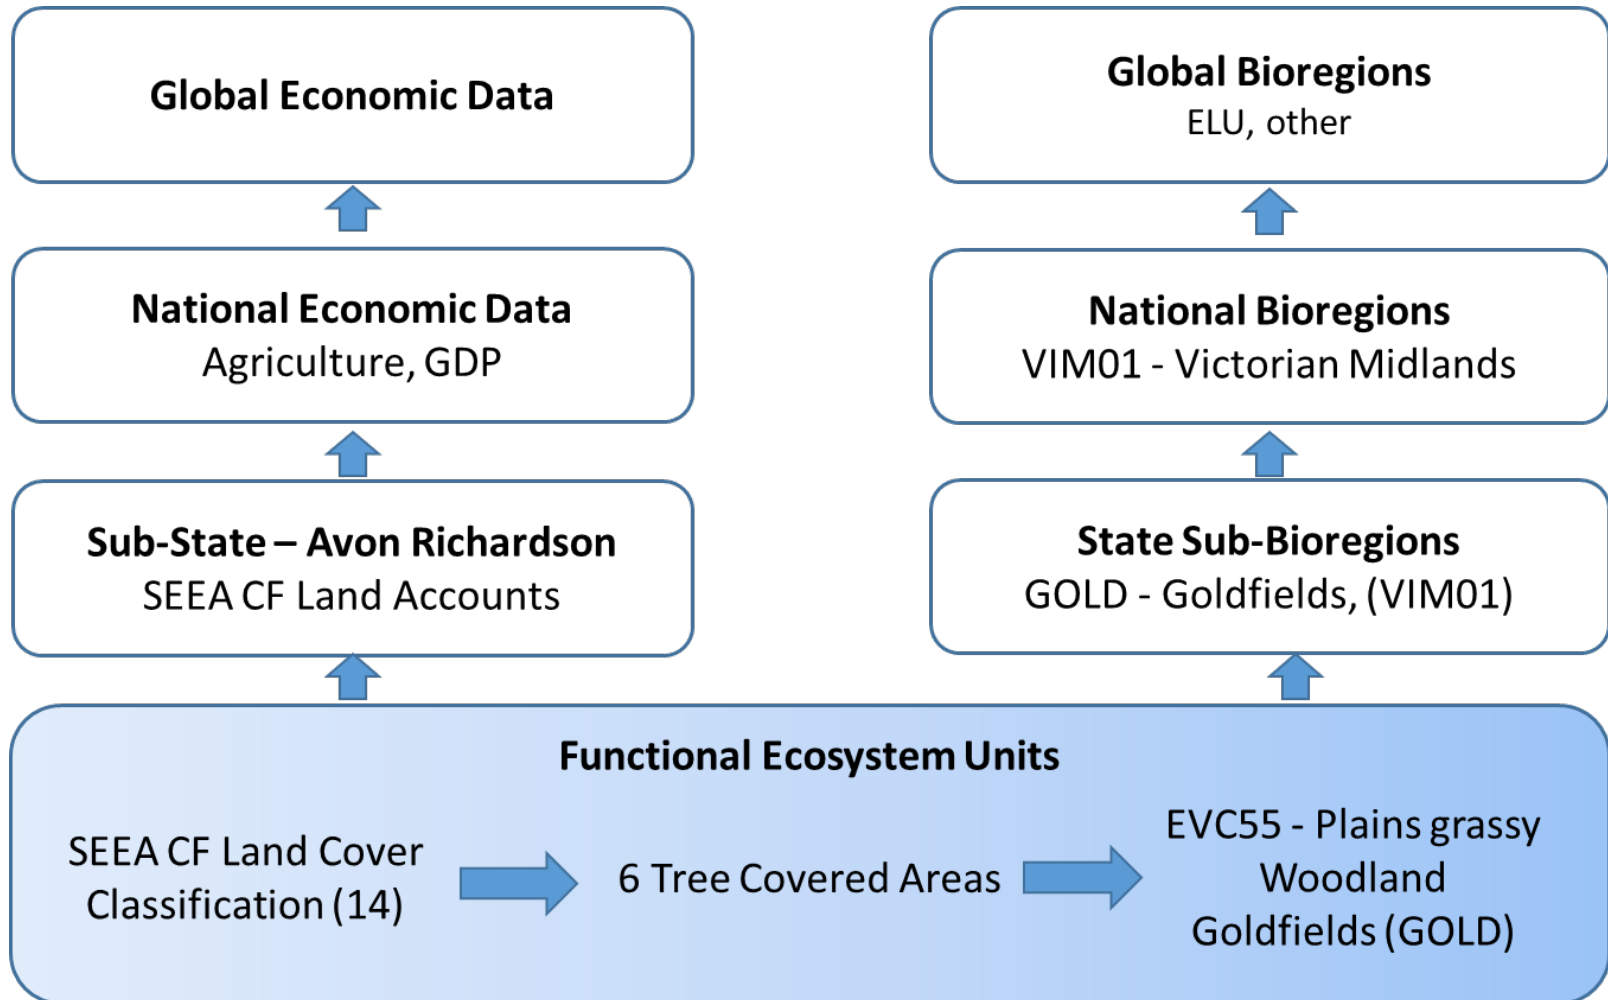 Global Economic Data
Global Bioregions
ELU, other
National Economic Data
Agriculture, GDP
National Bioregions
VIM01 - Victorian Midlands
Sub-State – Avon Richardson
SEEA CF Land Accounts
State Sub-Bioregions
GOLD - Goldfields, (VIM01)
Functional Ecosystem Units
SEEA CF Land Cover
Classification (14)
6 Tree Covered Areas
EVC55 - Plains grassy
Woodland
Goldfields (GOLD)